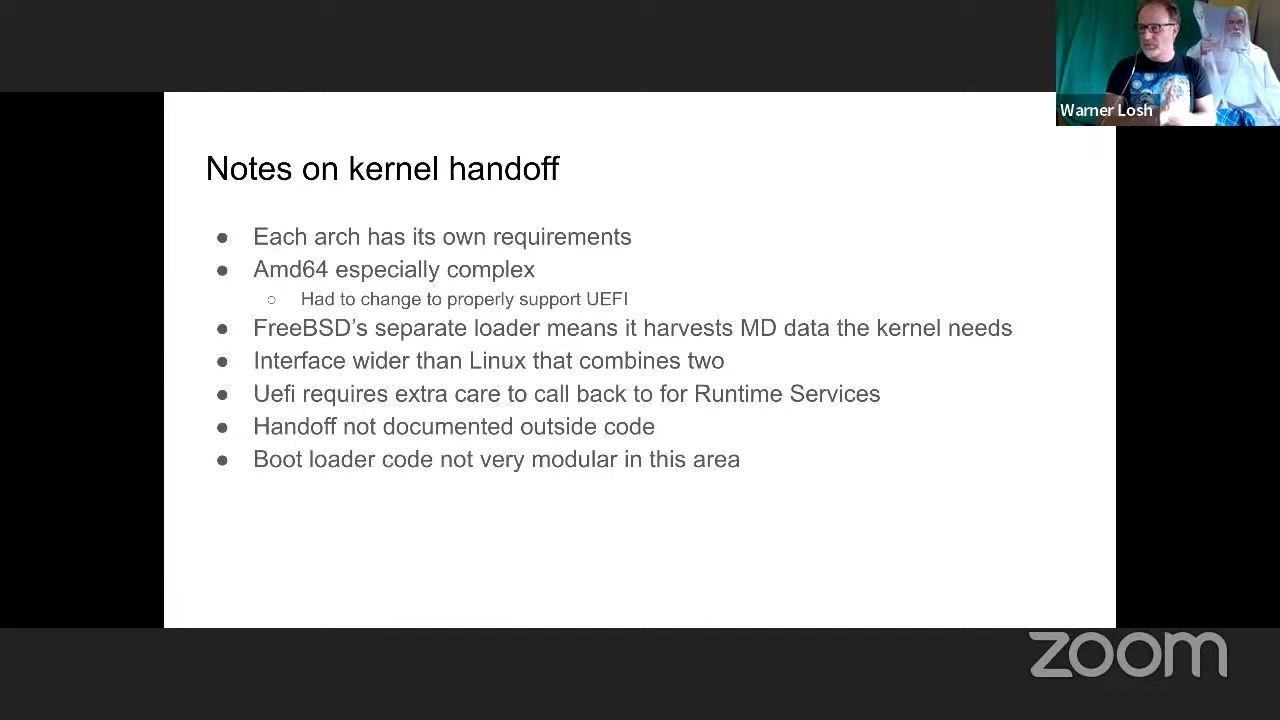 Warner Losh
Notes on kernel handoff
● Each arch has its own requirements
● Amd64 especially complex
○ Had to change to properly support UEFI
● FreeBSD’s separate loader means it harvests MD data the kernel needs
● Interface wider than Linux that combines two
● Uefi requires extra care to call back to for Runtime Services
● Handoff not documented outside code
● Boot loader code not very modular in this area
zoom